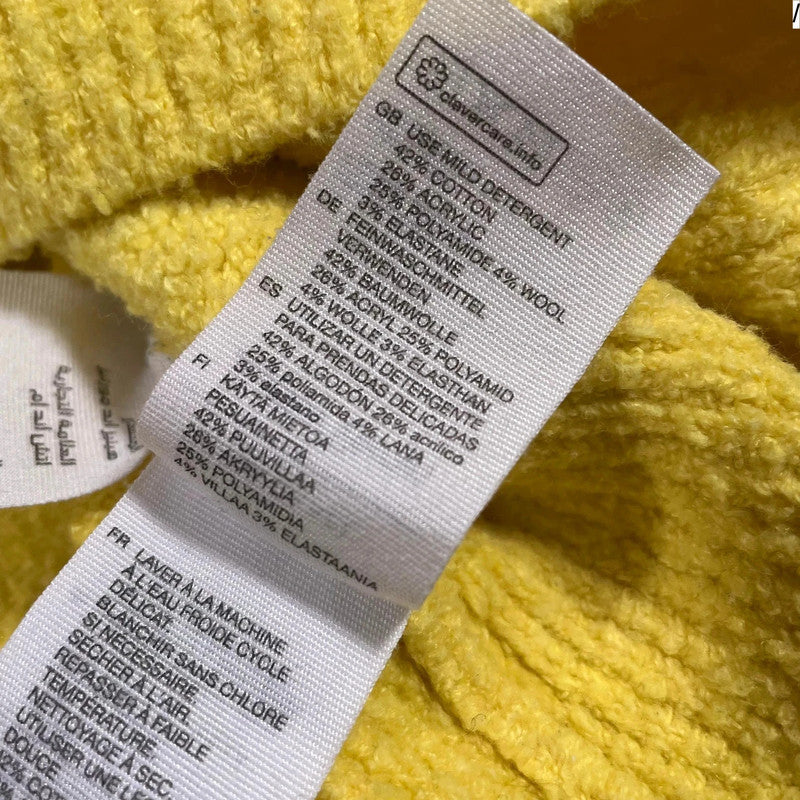 clevercare.info
GB USE MILD DETERGENT
42% COTTON
26% ACRYLIC
25% POLYAMIDE 4% WOOL
3% ELASTANE
DE FEINWASCHMITTEL
VERWENDEN
42% BAUMWOLLE
26% ACRYL 25% POLYAMID
4% WOLLE 3% ELASTHAN
ES UTILIZAR UN DETERGENTE
PARA PRENDAS DELICADAS
42% ALGODÓN 26% acrílico
25% poliamida 4% LANA
3% elastano
FI KÄYTÄ MIETOA
PESUAINETTA
42% PUUVILLAA
26% AKRYYLIA
25% POLYAMIDIA
4% VILLAA 3% ELASTAANIA
FR LAVER À LA MACHINE
À L'EAU FROIDE CYCLE
DÉLICAT.
BLANCHIR SANS CHLORE
SI NÉCESSAIRE
SÉCHER À L'AIR.
REPASSER À FAIBLE
TEMPÉRATURE
NETTOYAGE À SEC.
UTILISER UNE
DOUCE